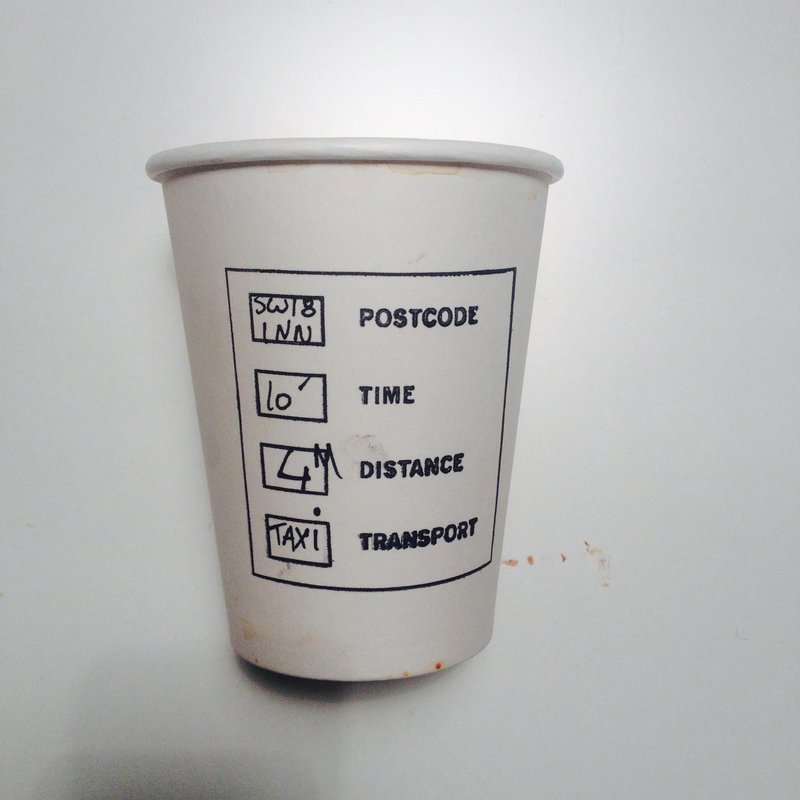 SW18
1NN
POSTCODE
10'
TIME
4M
DISTANCE
TAXi
TRANSPORT